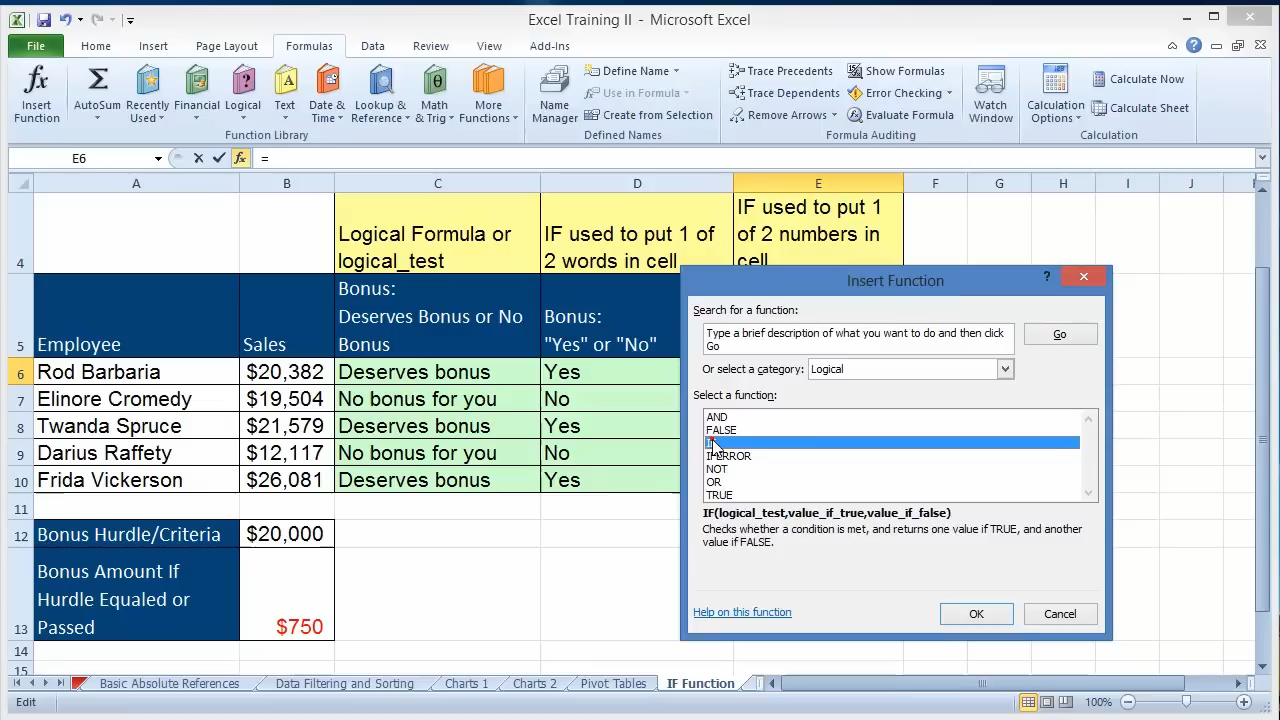 Excel Training II - Microsoft Excel
File Home Insert Page Layout Formulas Data Review View Add-Ins
Insert Function
AutoSum
Recently Used
Financial
Logical
Text
Date & Time
Lookup & Reference
Math & Trig
More Functions
Function Library
Name Manager
Define Name
Use in Formula
Create from Selection
Defined Names
Trace Precedents
Trace Dependents
Remove Arrows
Show Formulas
Error Checking
Evaluate Formula
Formula Auditing
Watch Window
Calculation Options
Calculate Now
Calculate Sheet
Calculation
E6 fx =
A B C D E F G H I J
4
Logical Formula or logical_test
IF used to put 1 of 2 words in cell
IF used to put 1 of 2 numbers in cell
5 Employee Sales
Bonus:
Deserves Bonus or No Bonus
Bonus:
"Yes" or "No"
6 Rod Barbaria $20,382 Deserves bonus Yes
7 Elinore Cromedy $19,504 No bonus for you No
8 Twanda Spruce $21,579 Deserves bonus Yes
9 Darius Raffety $12,117 No bonus for you No
10 Frida Vickerson $26,081 Deserves bonus Yes
11
12 Bonus Hurdle/Criteria $20,000
13 Bonus Amount If Hurdle Equaled or Passed $750
14
15
Insert Function
Search for a function:
Type a brief description of what you want to do and then click Go
Go
Or select a category: Logical
Select a function:
AND
FALSE
IFERROR
NOT
OR
TRUE
IF(logical_test,value_if_true,value_if_false)
Checks whether a condition is met, and returns one value if TRUE, and another
value if FALSE.
Help on this function
OK
Cancel
Basic Absolute References Data Filtering and Sorting Charts 1 Charts 2 Pivot Tables IF Function
Edit 100%